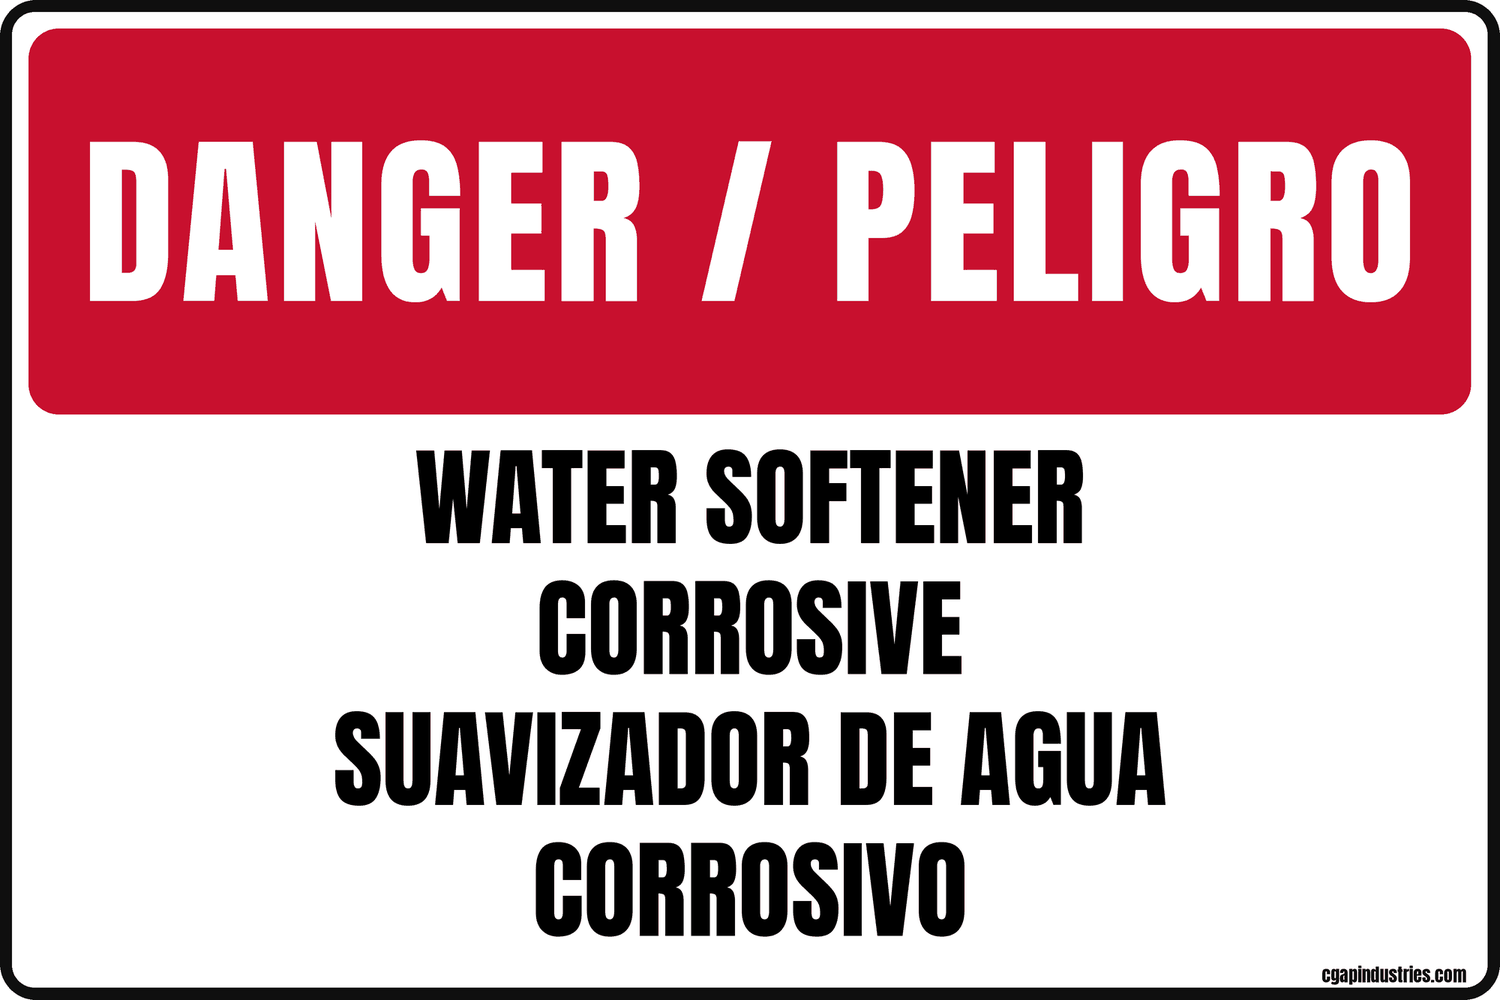 DANGER / PELIGRO
WATER SOFTENER
CORROSIVE
SUAVIZADOR DE AGUA
CORROSIVO
cgapindustries.com